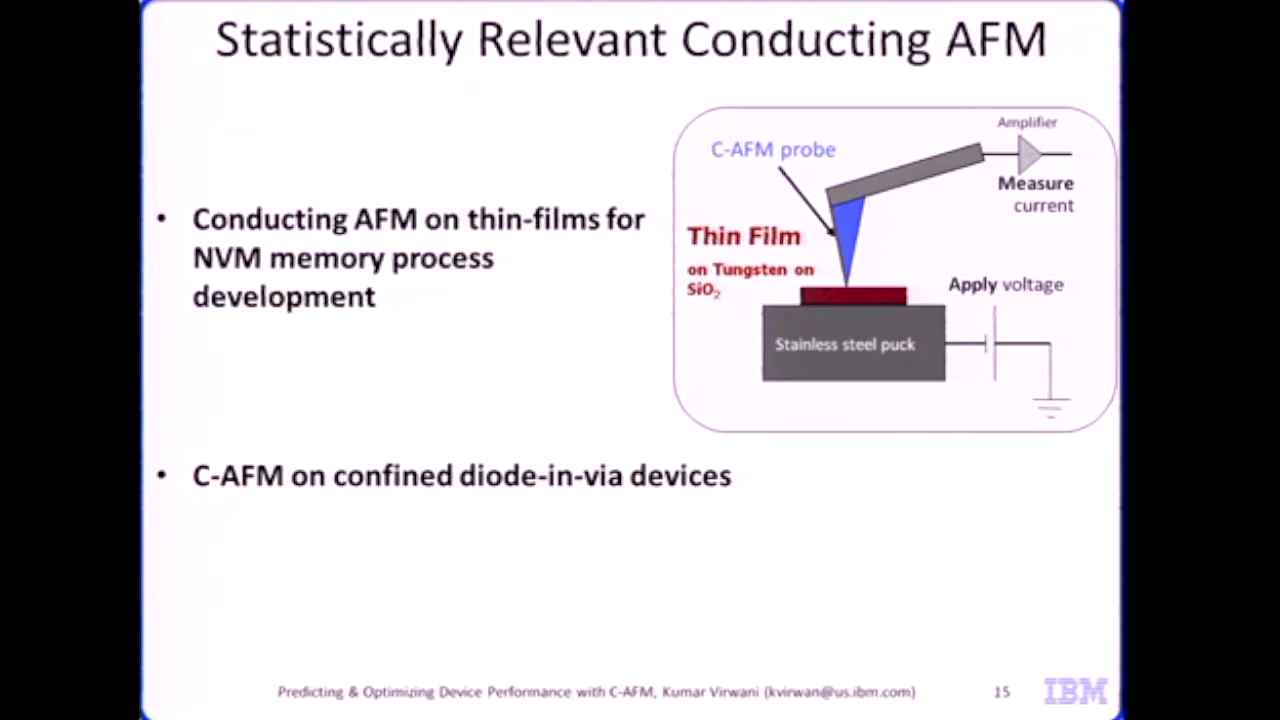 Statistically Relevant Conducting AFM
• Conducting AFM on thin-films for
NVM memory process
development
Amplifier
C-AFM probe
Measure
current
Thin Film
on Tungsten on
SiO₂
Apply voltage
Stainless steel puck
• C-AFM on confined diode-in-via devices
Predicting & Optimizing Device Performance with C-AFM, Kumar Virwani (kvirwan@us.ibm.com)
15
IBM